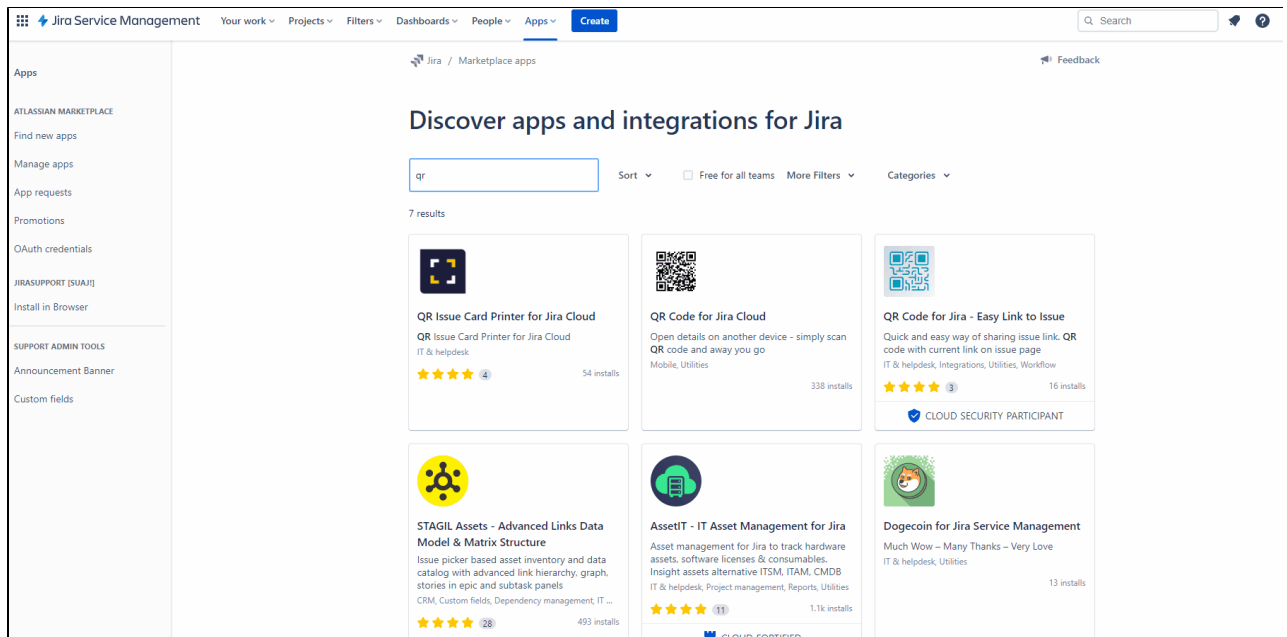 Jira Service Management Your work Projects Filters Dashboards People Apps Create Search
Apps
ATLASSIAN MARKETPLACE
Find new apps
Manage apps
App requests
Promotions
OAuth credentials
JIRASUPPORT [SUAJ!]
Install in Browser
SUPPORT ADMIN TOOLS
Announcement Banner
Custom fields
Jira / Marketplace apps
Feedback
Discover apps and integrations for Jira
qr Sort Free for all teams More Filters Categories
7 results
QR Issue Card Printer for Jira Cloud
QR Issue Card Printer for Jira Cloud
IT & helpdesk
4 54 installs
QR Code for Jira Cloud
Open details on another device - simply scan
QR code and away you go
Mobile, Utilities
338 installs
QR Code for Jira - Easy Link to Issue
Quick and easy way of sharing issue link. QR
code with current link on issue page
IT & helpdesk, Integrations, Utilities, Workflow
3 16 installs
CLOUD SECURITY PARTICIPANT
STAGIL Assets - Advanced Links Data
Model & Matrix Structure
Issue picker based asset inventory and data
catalog with advanced link hierarchy, graph,
stories in epic and subtask panels
CRM, Custom fields, Dependency management, IT ...
28 493 installs
AssetIT - IT Asset Management for Jira
Asset management for Jira to track hardware
assets, software licenses & consumables.
Insight assets alternative ITSM, ITAM, CMDB
IT & helpdesk, Project management, Reports, Utilities
11 1.1k installs
CLOUD FORTIFIED
Dogecoin for Jira Service Management
Much Wow – Many Thanks – Very Love
IT & helpdesk, Utilities
13 installs